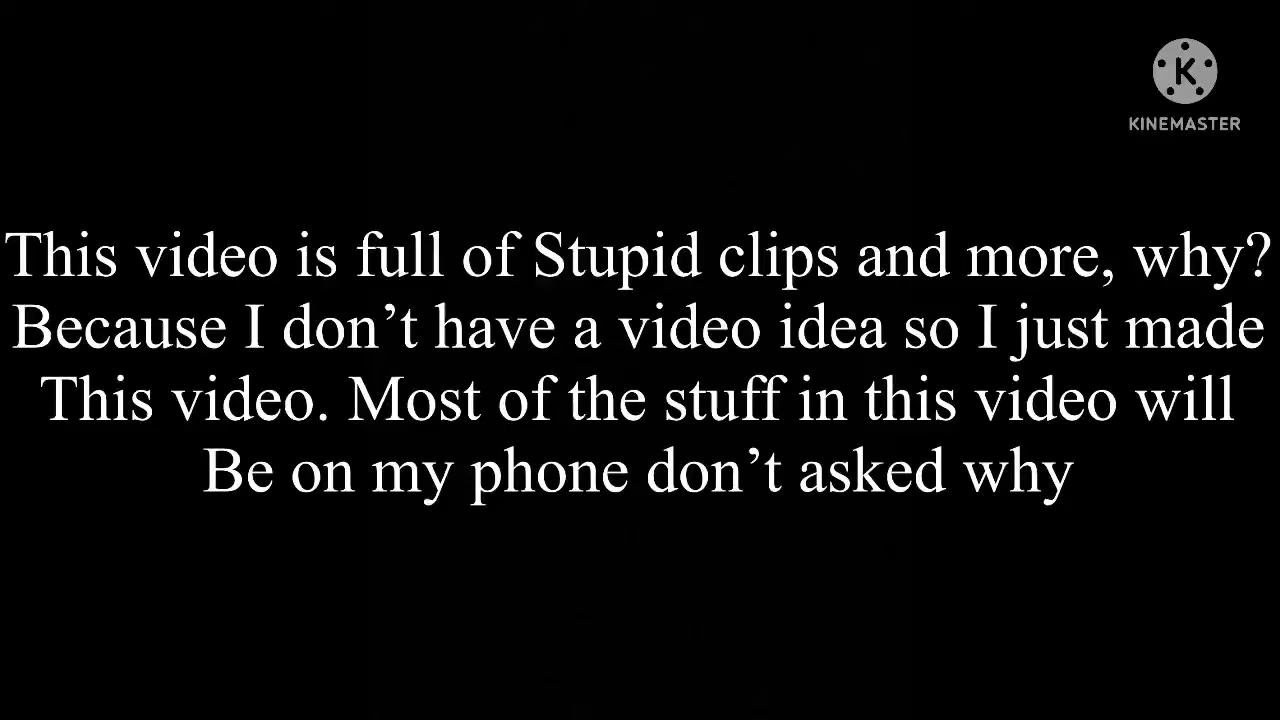 K
KINEMASTER
This video is full of Stupid clips and more, why?
Because I don’t have a video idea so I just made
This video. Most of the stuff in this video will
Be on my phone don’t asked why